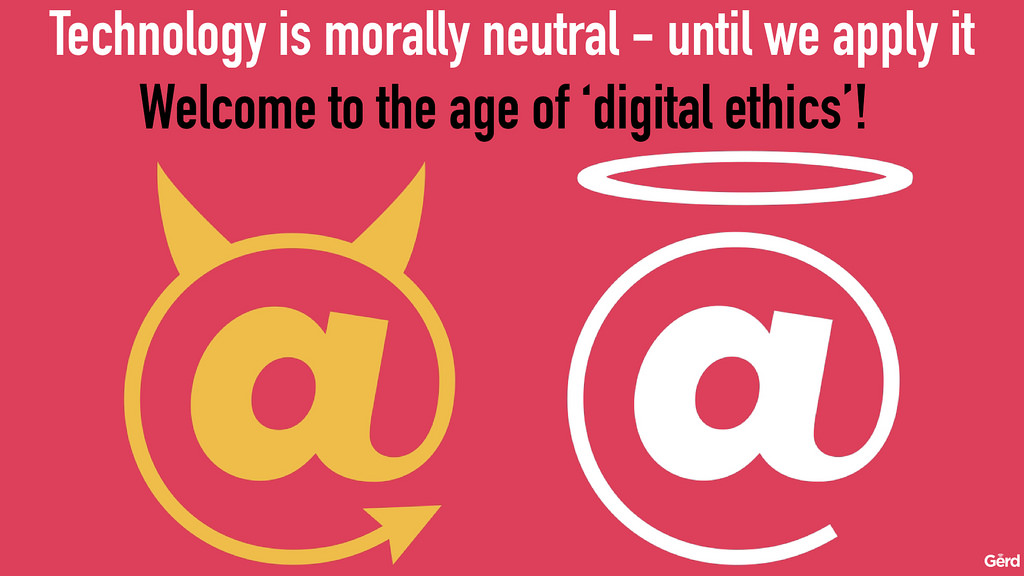 Technology is morally neutral - until we apply it
Welcome to the age of ‘digital ethics’!
@ @
Gerd